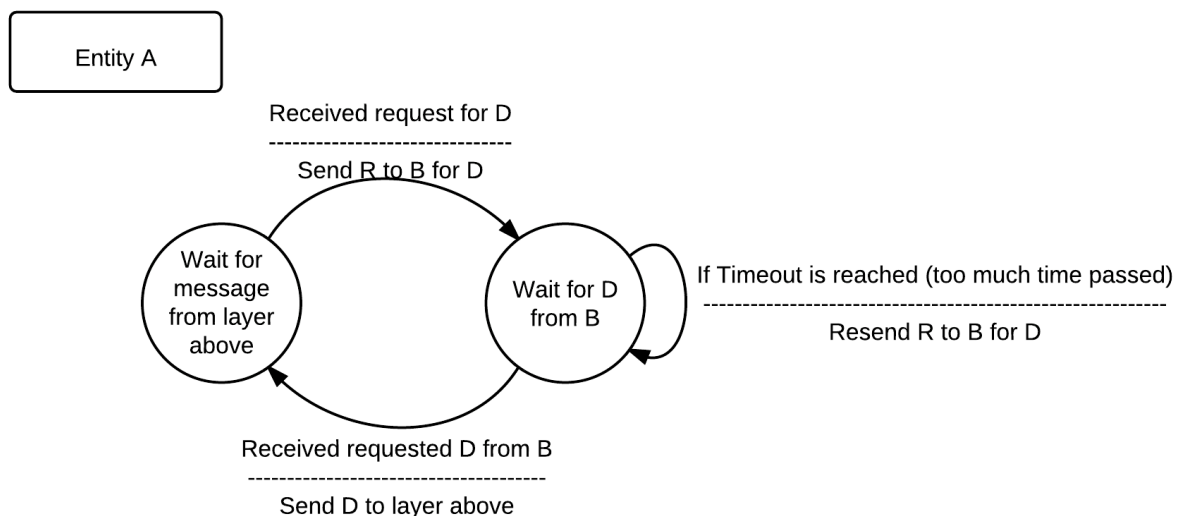 Entity A
Received request for D
-------------------------------
Send R to B for D
Wait for
message
from layer
above
Wait for D
from B
If Timeout is reached (too much time passed)
-----------------------------------------------------------
Resend R to B for D
Received requested D from B
--------------------------------------
Send D to layer above